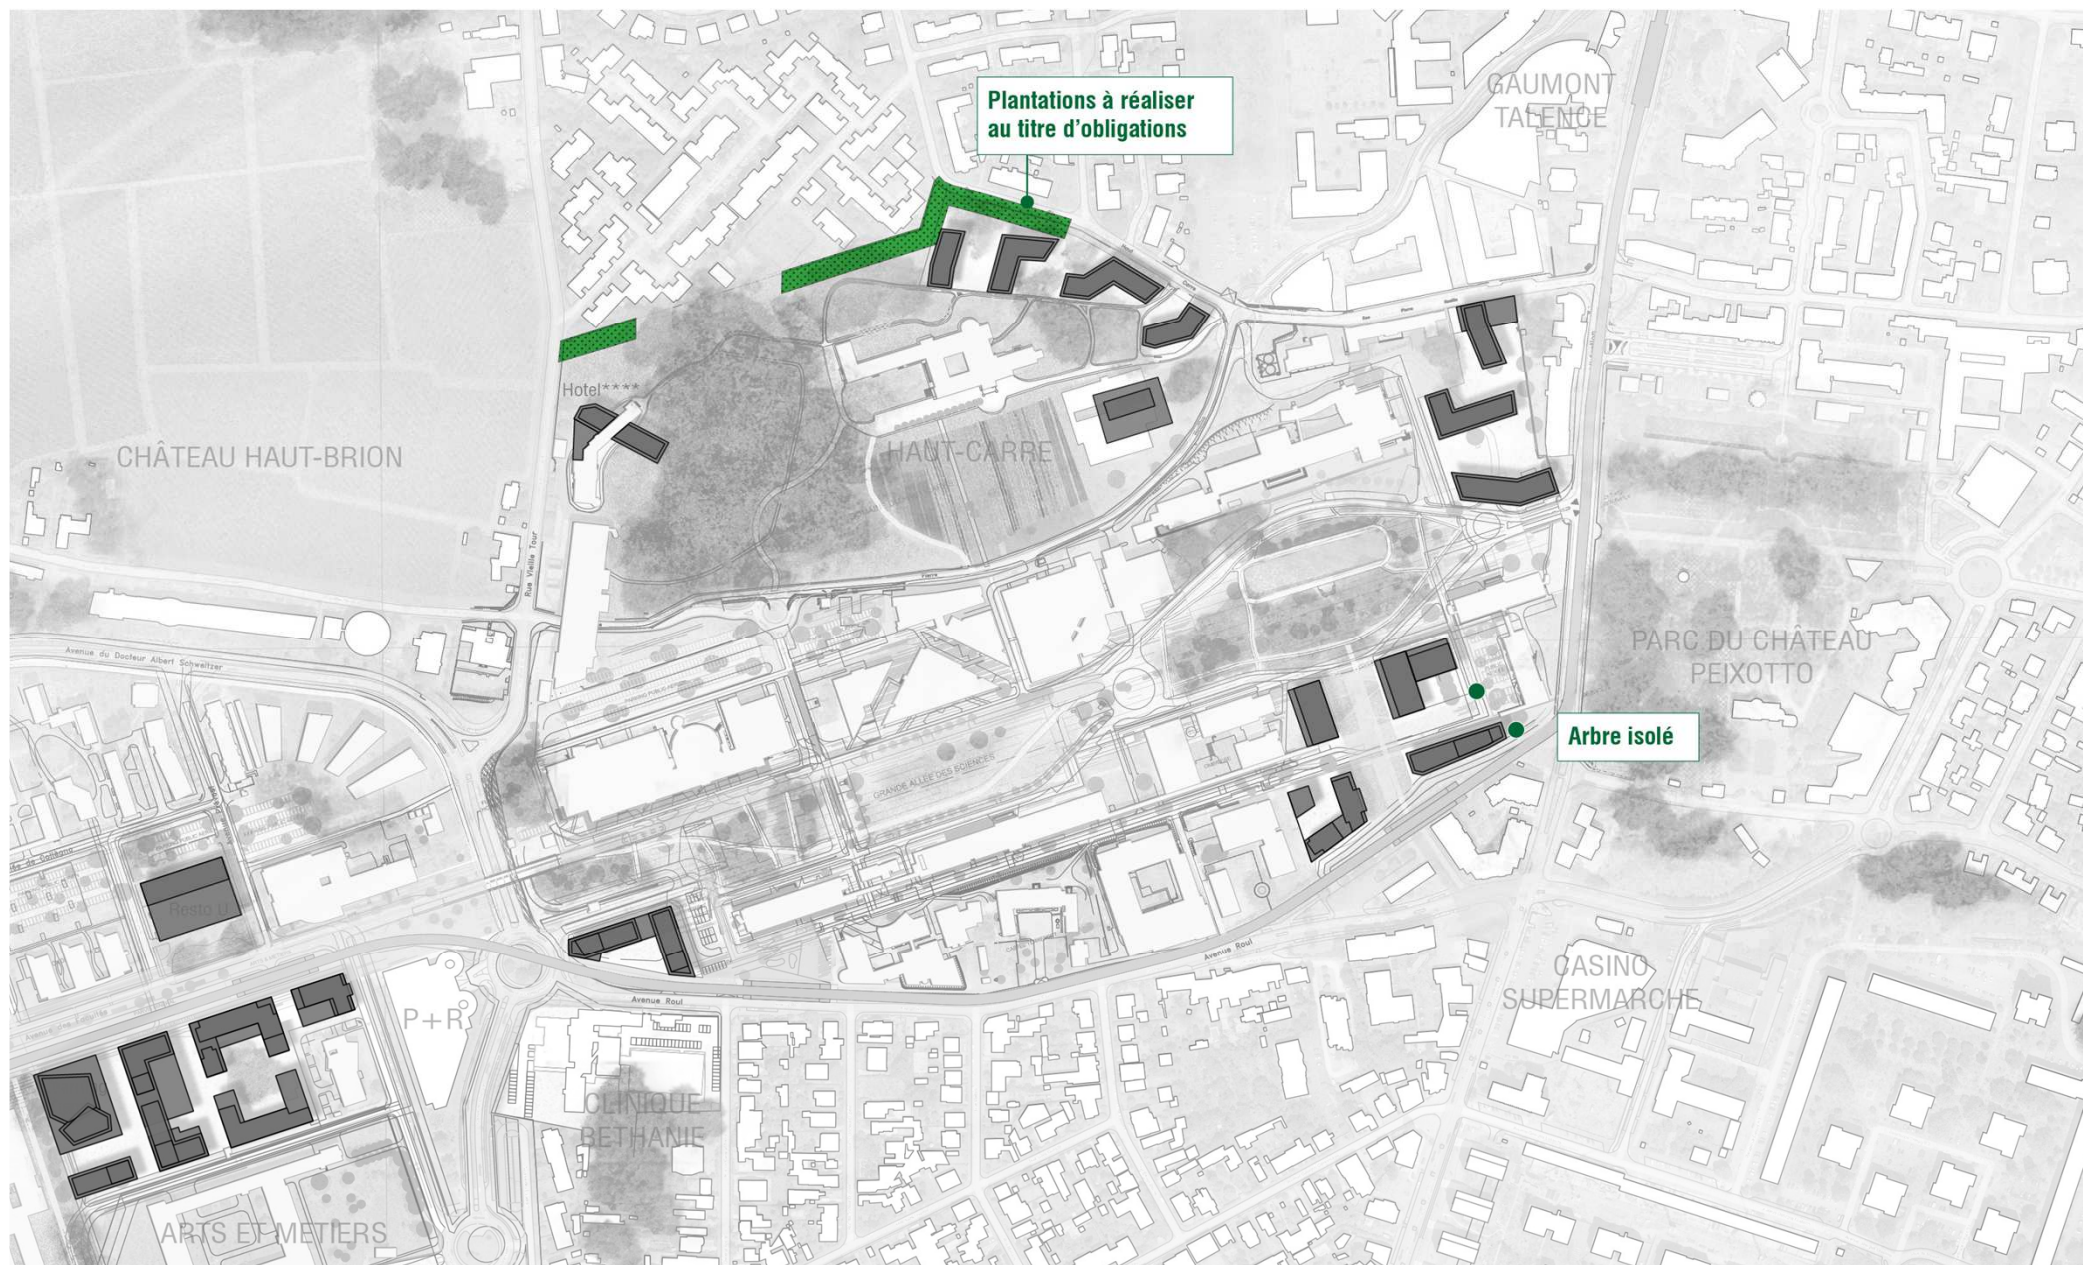 Plantations à réaliser
au titre d'obligations
GAUMONT
TALENCE
Hotel****
CHÂTEAU HAUT-BRION
HAUT-CARRE
Rue Vieille Tour
Pierre
Avenue du Docteur Albert Schweitzer
PARC DU CHÂTEAU
PEIXOTTO
Arbre isolé
GRANDE ALLÉE DES SCIENCES
Resto U
Avenue Roul
Avenue Roul
CASINO
SUPERMARCHE
P+R
CLINIQUE
BETHANIE
ARTS ET METIERS